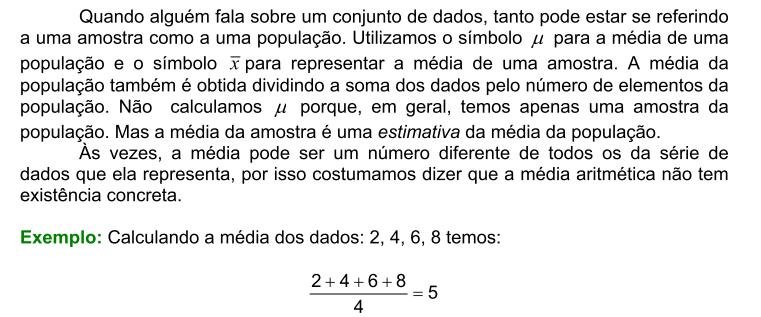 Quando alguém fala sobre um conjunto de dados, tanto pode estar se referindo
a uma amostra como a uma população. Utilizamos o símbolo μ para a média de uma
população e o símbolo x̄ para representar a média de uma amostra. A média da
população também é obtida dividindo a soma dos dados pelo número de elementos da
população. Não calculamos μ porque, em geral, temos apenas uma amostra da
população. Mas a média da amostra é uma estimativa da média da população.
Às vezes, a média pode ser um número diferente de todos os da série de
dados que ela representa, por isso costumamos dizer que a média aritmética não tem
existência concreta.
Exemplo: Calculando a média dos dados: 2, 4, 6, 8 temos:
2 + 4 + 6 + 8
= 5
4